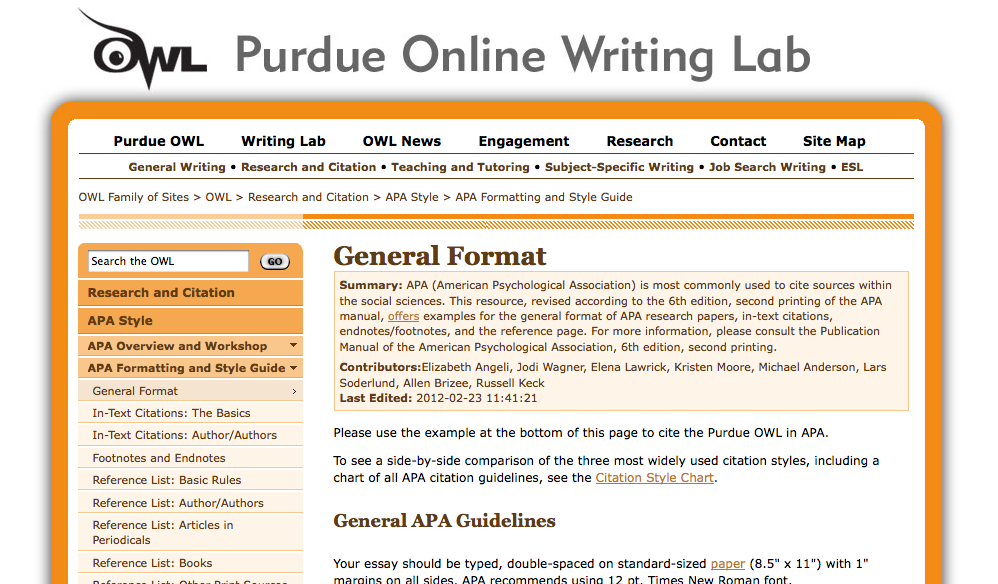 OWL Purdue Online Writing Lab
Purdue OWL Writing Lab OWL News Engagement Research Contact Site Map
General Writing • Research and Citation • Teaching and Tutoring • Subject-Specific Writing • Job Search Writing • ESL
OWL Family of Sites > OWL > Research and Citation > APA Style > APA Formatting and Style Guide
Search the OWL GO
Research and Citation
APA Style
APA Overview and Workshop
APA Formatting and Style Guide
General Format
In-Text Citations: The Basics
In-Text Citations: Author/Authors
Footnotes and Endnotes
Reference List: Basic Rules
Reference List: Author/Authors
Reference List: Articles in
Periodicals
Reference List: Books
Reference List: Other Print Sources
General Format
Summary: APA (American Psychological Association) is most commonly used to cite sources within
the social sciences. This resource, revised according to the 6th edition, second printing of the APA
manual, offers examples for the general format of APA research papers, in-text citations,
endnotes/footnotes, and the reference page. For more information, please consult the Publication
Manual of the American Psychological Association, 6th edition, second printing.
Contributors:Elizabeth Angeli, Jodi Wagner, Elena Lawrick, Kristen Moore, Michael Anderson, Lars
Soderlund, Allen Brizee, Russell Keck
Last Edited: 2012-02-23 11:41:21
Please use the example at the bottom of this page to cite the Purdue OWL in APA.
To see a side-by-side comparison of the three most widely used citation styles, including a
chart of all APA citation guidelines, see the Citation Style Chart.
General APA Guidelines
Your essay should be typed, double-spaced on standard-sized paper (8.5" x 11") with 1"
margins on all sides. APA recommends using 12 pt. Times New Roman font.